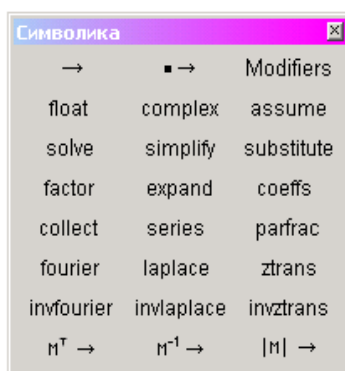 Символика
→ ▪ → Modifiers
float complex assume
solve simplify substitute
factor expand coeffs
collect series parfrac
fourier laplace ztrans
invfourier invlaplace invztrans
Mᵀ → M⁻¹ → |M| →